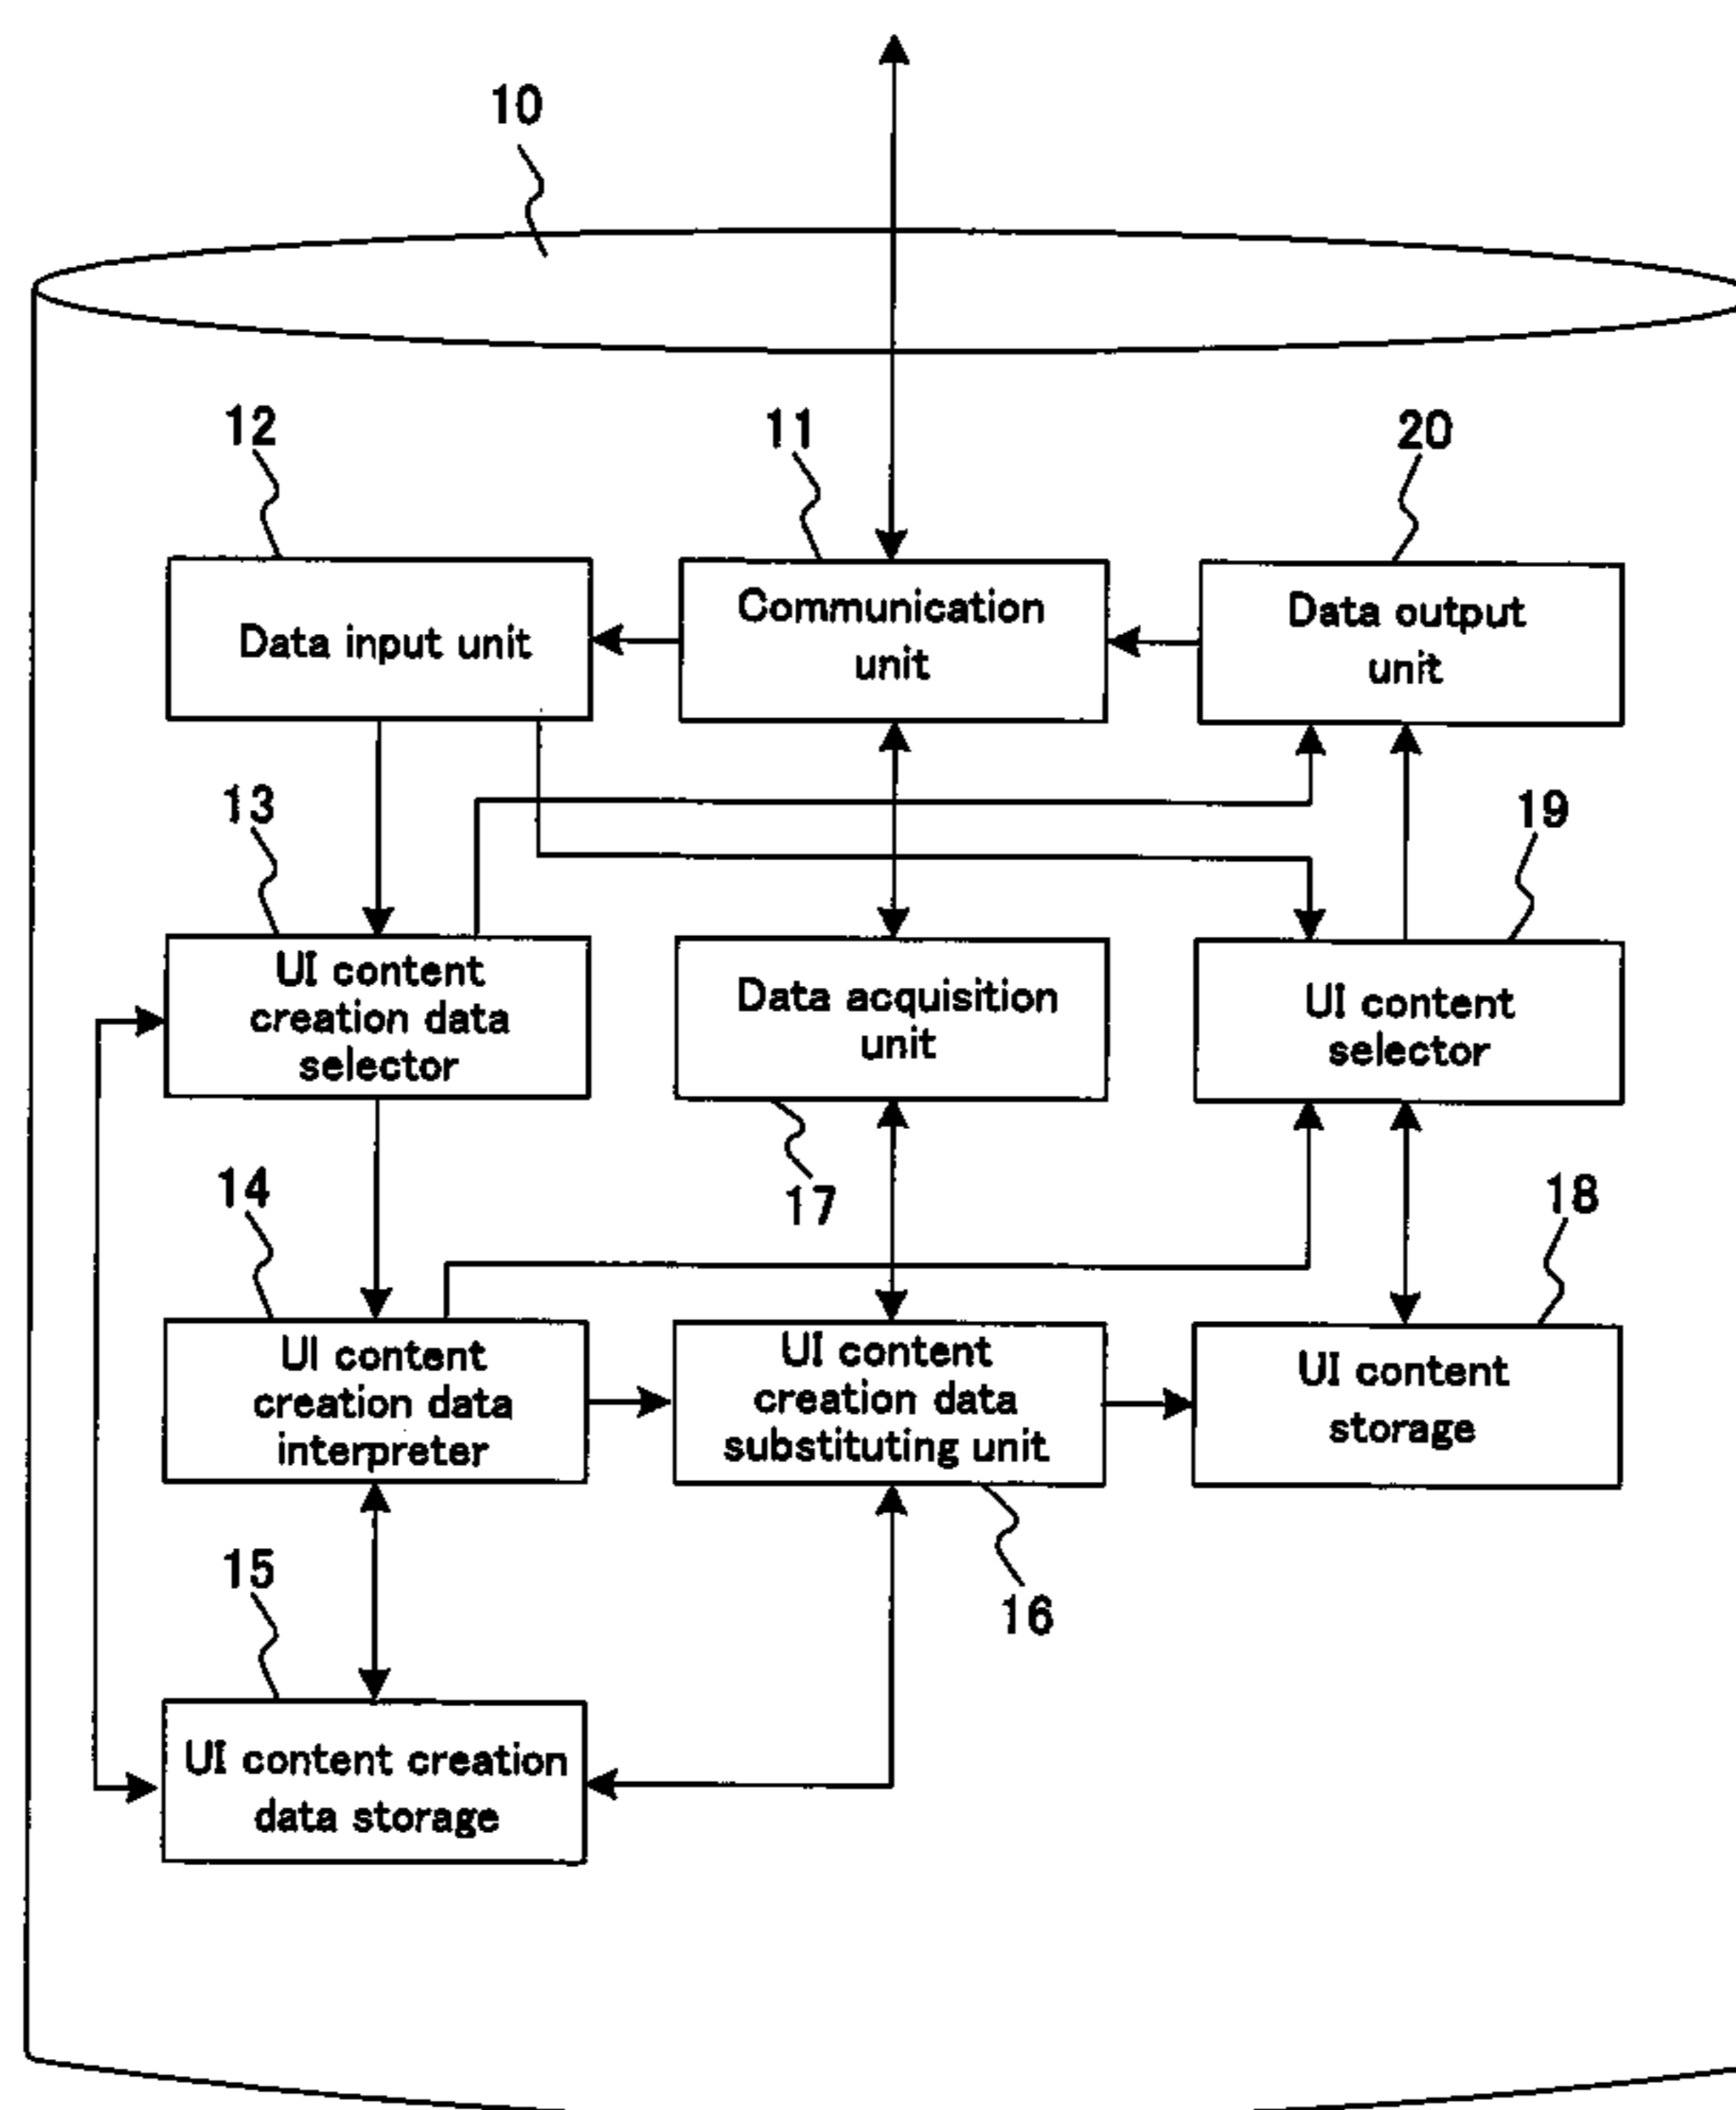 10
12
11
20
Data input unit
Communication
unit
Data output
unit
13
19
UI content
creation data
selector
Data acquisition
unit
UI content
selector
14
17
18
UI content
creation data
interpreter
UI content
creation data
substituting unit
UI content
storage
15
16
UI content creation
data storage